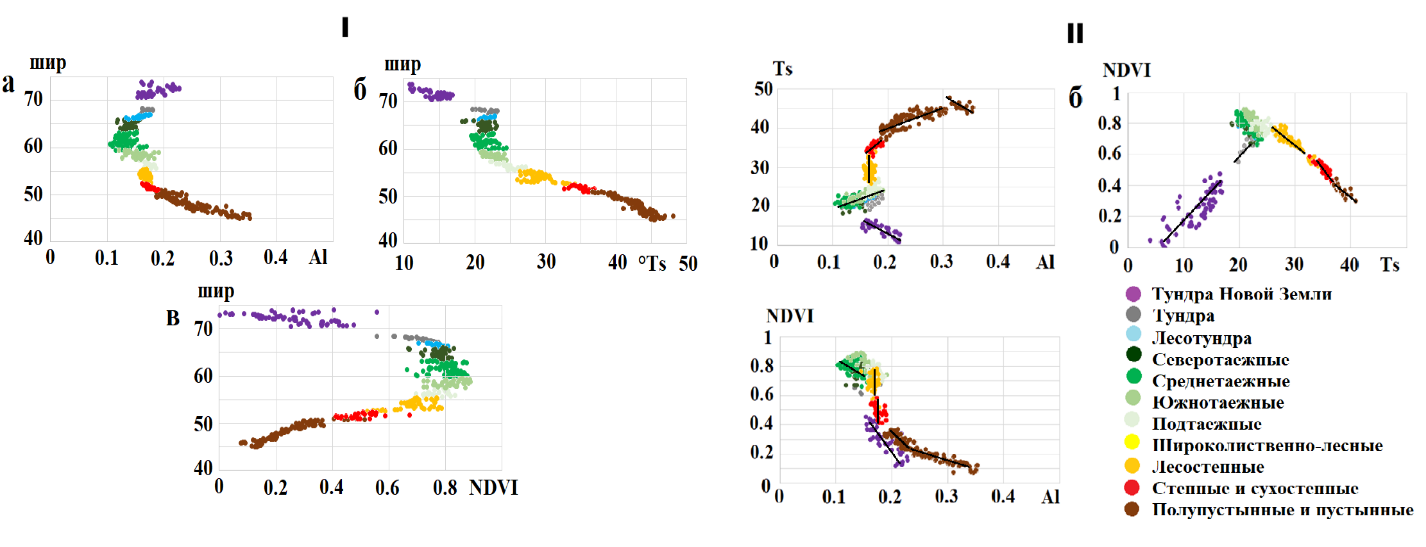 I
II
а
шир
70
60
50
40
0 0.1 0.2 0.3 0.4 Al
б
шир
70
60
50
40
10 20 30 40 °Ts 50
в
шир
70
60
50
40
0 0.2 0.4 0.6 0.8 NDVI
Ts
50
40
30
20
10
0 0.1 0.2 0.3 0.4 Al
NDVI
1
0.8
0.6
0.4
0.2
0
0 0.1 0.2 0.3 0.4 Al
б
NDVI
1
0.8
0.6
0.4
0.2
0
0 10 20 30 40 Ts
Тундра Новой Земли
Тундра
Лесотундра
Северотаежные
Среднетаежные
Южнотаежные
Подтаежные
Широколиственно-лесные
Лесостепные
Степные и сухостепные
Полупустынные и пустынные